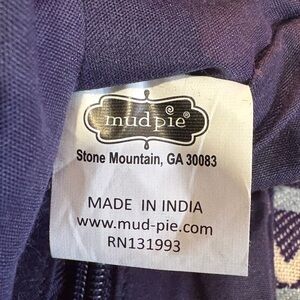 mudpie®
Stone Mountain, GA 30083
MADE IN INDIA
www.mud-pie.com
RN131993